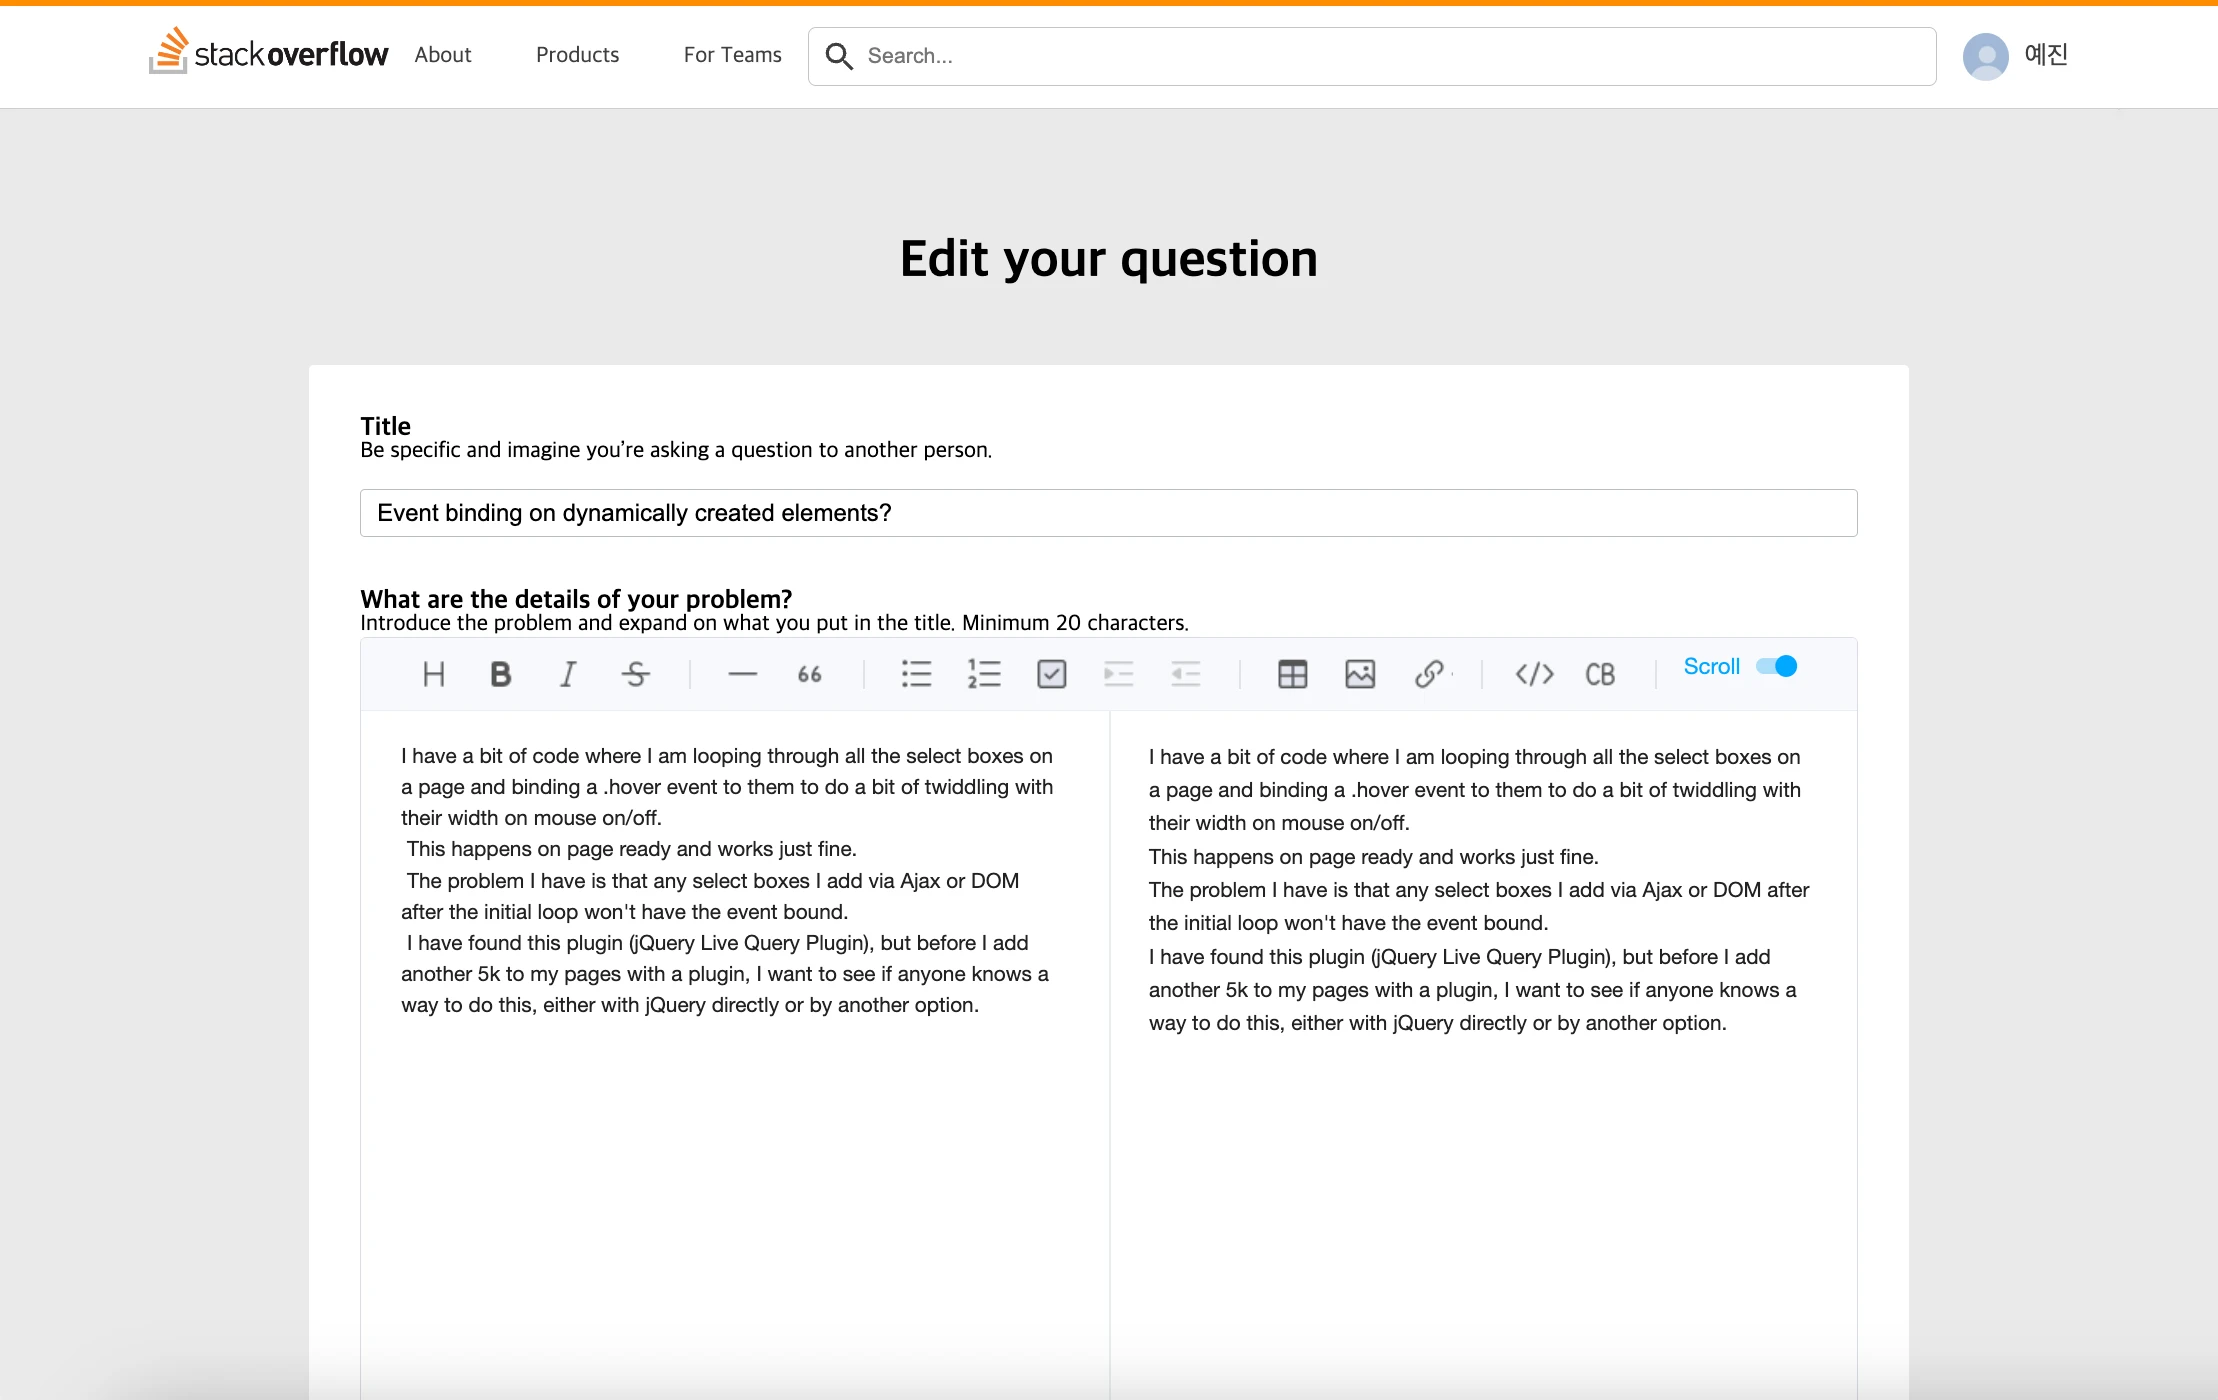 stackoverflow About Products For Teams Search... 예진
Edit your question
Title
Be specific and imagine you're asking a question to another person.
Event binding on dynamically created elements?
What are the details of your problem?
Introduce the problem and expand on what you put in the title. Minimum 20 characters.
H B I S — 66 </> CB Scroll
I have a bit of code where I am looping through all the select boxes on
a page and binding a .hover event to them to do a bit of twiddling with
their width on mouse on/off.
This happens on page ready and works just fine.
The problem I have is that any select boxes I add via Ajax or DOM
after the initial loop won't have the event bound.
I have found this plugin (jQuery Live Query Plugin), but before I add
another 5k to my pages with a plugin, I want to see if anyone knows a
way to do this, either with jQuery directly or by another option.
I have a bit of code where I am looping through all the select boxes on
a page and binding a .hover event to them to do a bit of twiddling with
their width on mouse on/off.
This happens on page ready and works just fine.
The problem I have is that any select boxes I add via Ajax or DOM after
the initial loop won't have the event bound.
I have found this plugin (jQuery Live Query Plugin), but before I add
another 5k to my pages with a plugin, I want to see if anyone knows a
way to do this, either with jQuery directly or by another option.